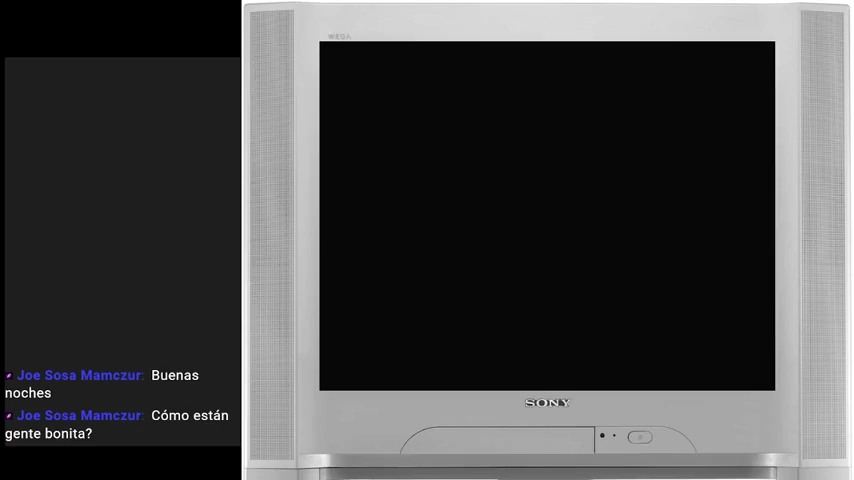 WEGA
Joe Sosa Mamczur: Buenas
noches
Joe Sosa Mamczur: Cómo están
gente bonita?
SONY